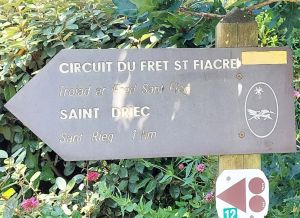 CIRCUIT DU FRET ST FIACRE
Troiad ar Fred Sant
SAINT DRIEC
Sant Rieg 1 km
12